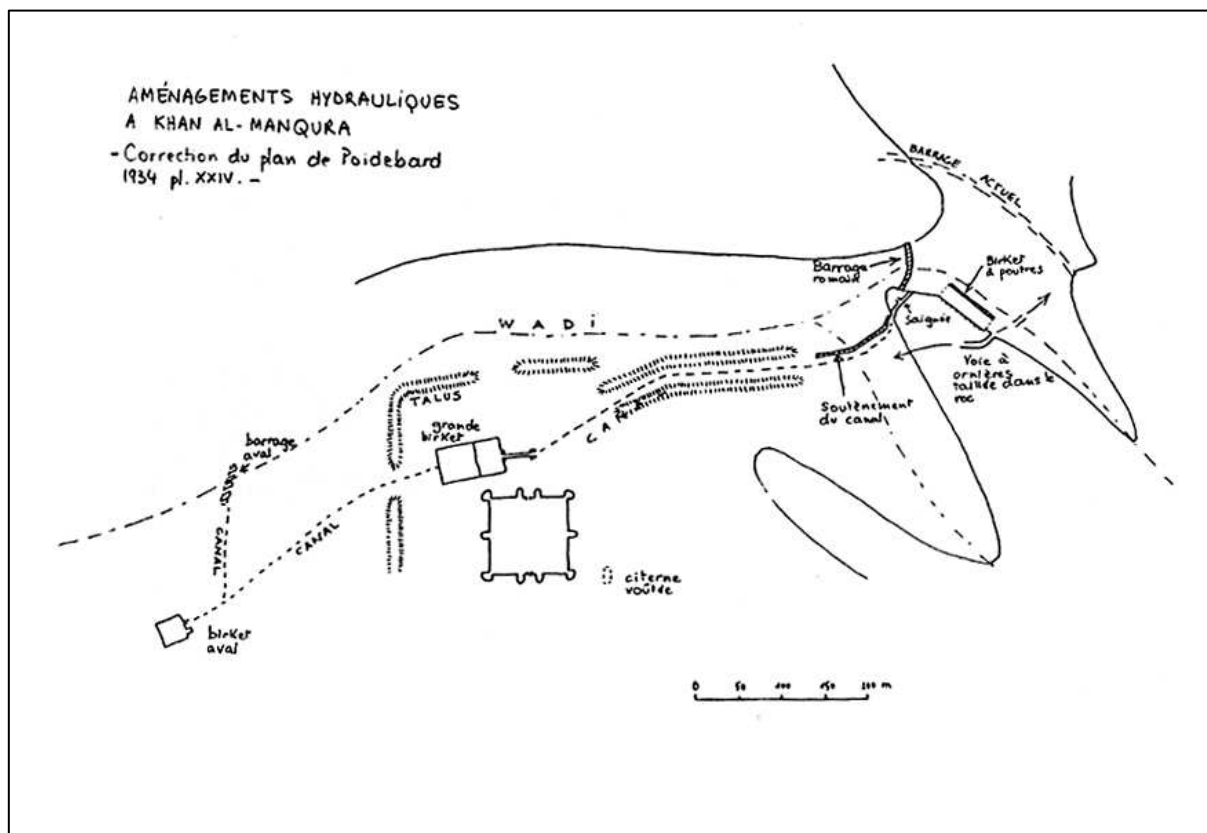 AMÉNAGEMENTS HYDRAULIQUES
A KHAN AL-MANQURA
- Correction du plan de Poidebard
1934 pl. XXIV. -
BARRAGE ACTUEL
Barrage
romain
Birket
à poutres
Saignée
WADI
Voie à
ornières
taillée dans le
roc
TALUS
CANAL
Soutènement
du canal
grande
birket
barrage
aval
CANAL
CANAL
citerne
voûtée
birket
aval
0 50 100 150 200 m